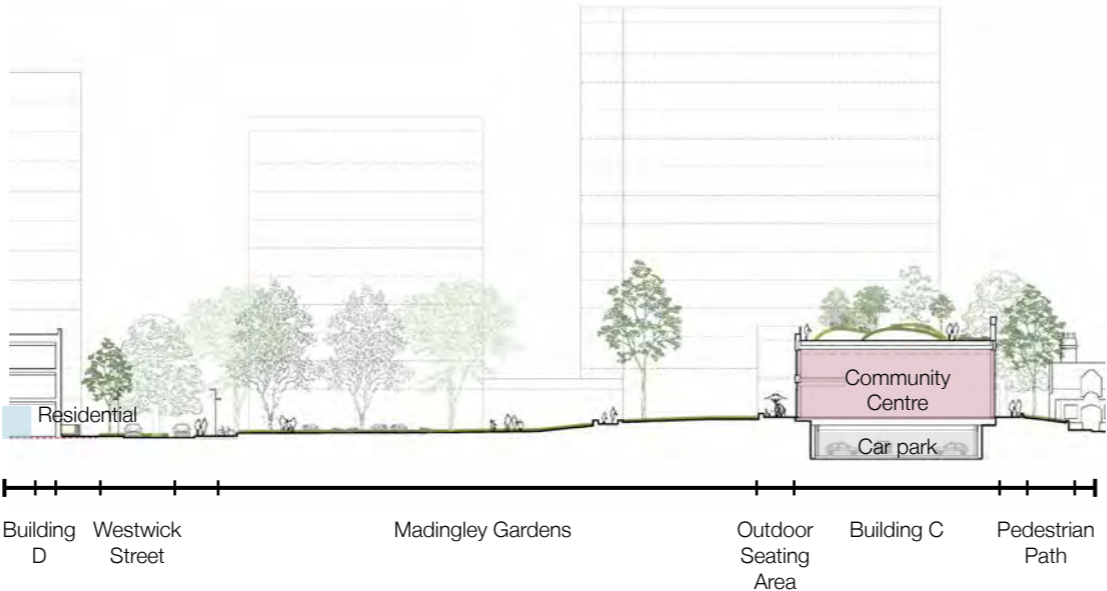 Residential
Community
Centre
Car park
Building
D
Westwick
Street
Madingley Gardens
Outdoor
Seating
Area
Building C
Pedestrian
Path